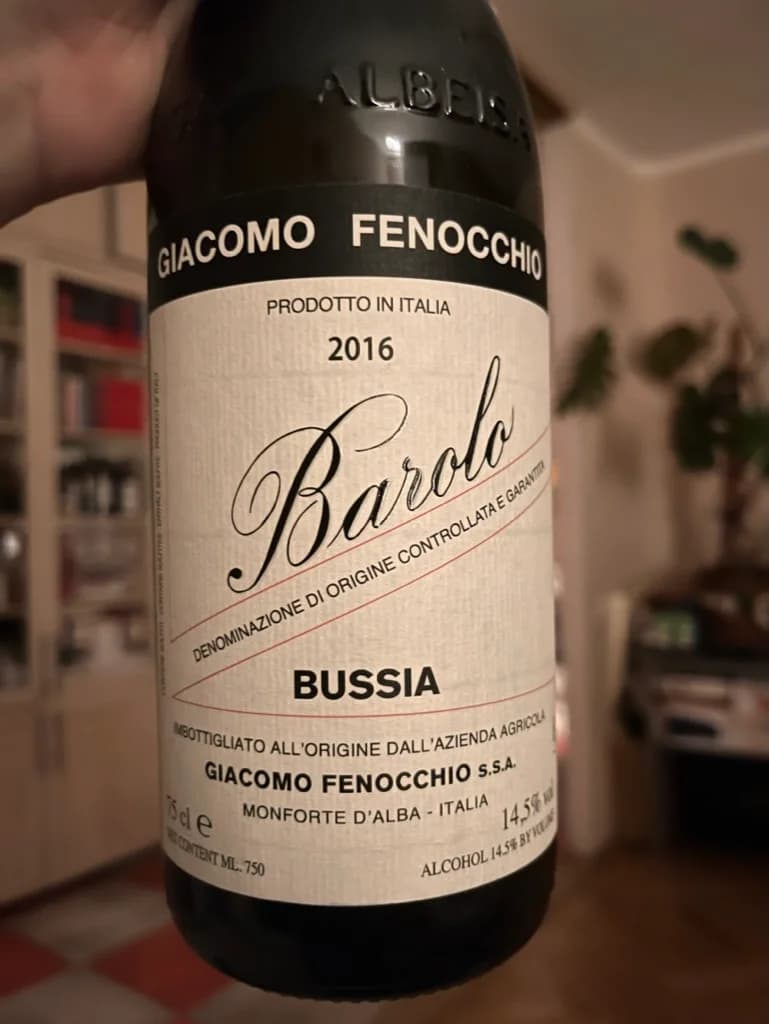 ALBEISA
GIACOMO FENOCCHIO
PRODOTTO IN ITALIA
2016
Barolo
DENOMINAZIONE DI ORIGINE CONTROLLATA E GARANTITA
BUSSIA
IMBOTTIGLIATO ALL'ORIGINE DALL'AZIENDA AGRICOLA
GIACOMO FENOCCHIO S.S.A.
MONFORTE D'ALBA - ITALIA
75 cl e
14,5% vol
NET CONTENT ML. 750
ALCOHOL 14.5% BY VOLUME